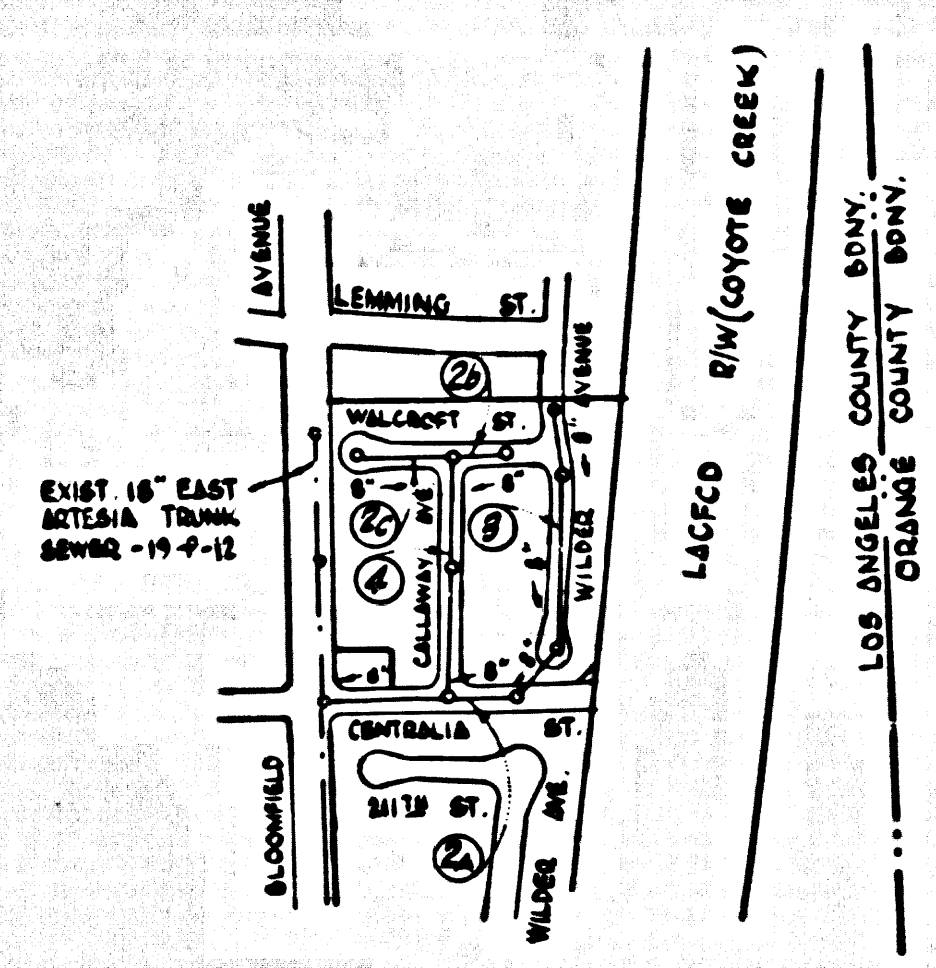 AVENUE
LEMMING ST.
2b
AVENUE
WALCROFT ST.
8"
EXIST. 18" EAST
ARTESIA TRUNK
SEWER - 19-P-12
8"
8"
2c
AVE
3
4
CALLAWAY
8"
WILDER
8"
8"
8"
CENTRALIA ST.
211TH ST.
2a
BLOOMFIELD
WILDER AVE.
LACFCD R/W (COYOTE CREEK)
LOS ANGELES COUNTY BDNY.
ORANGE COUNTY BDNY.